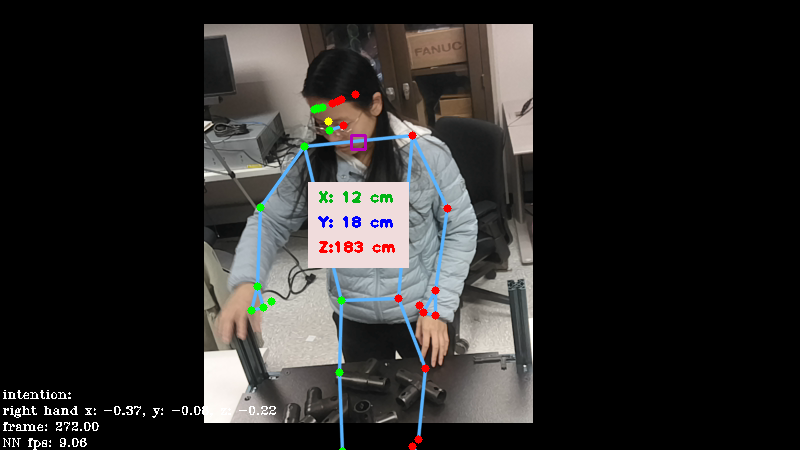 FANUC
X: 12 cm
Y: 18 cm
Z:183 cm
intention:
right hand x: −0.37, y: −0.08, z: −0.22
frame: 272.00
NN fps: 9.06